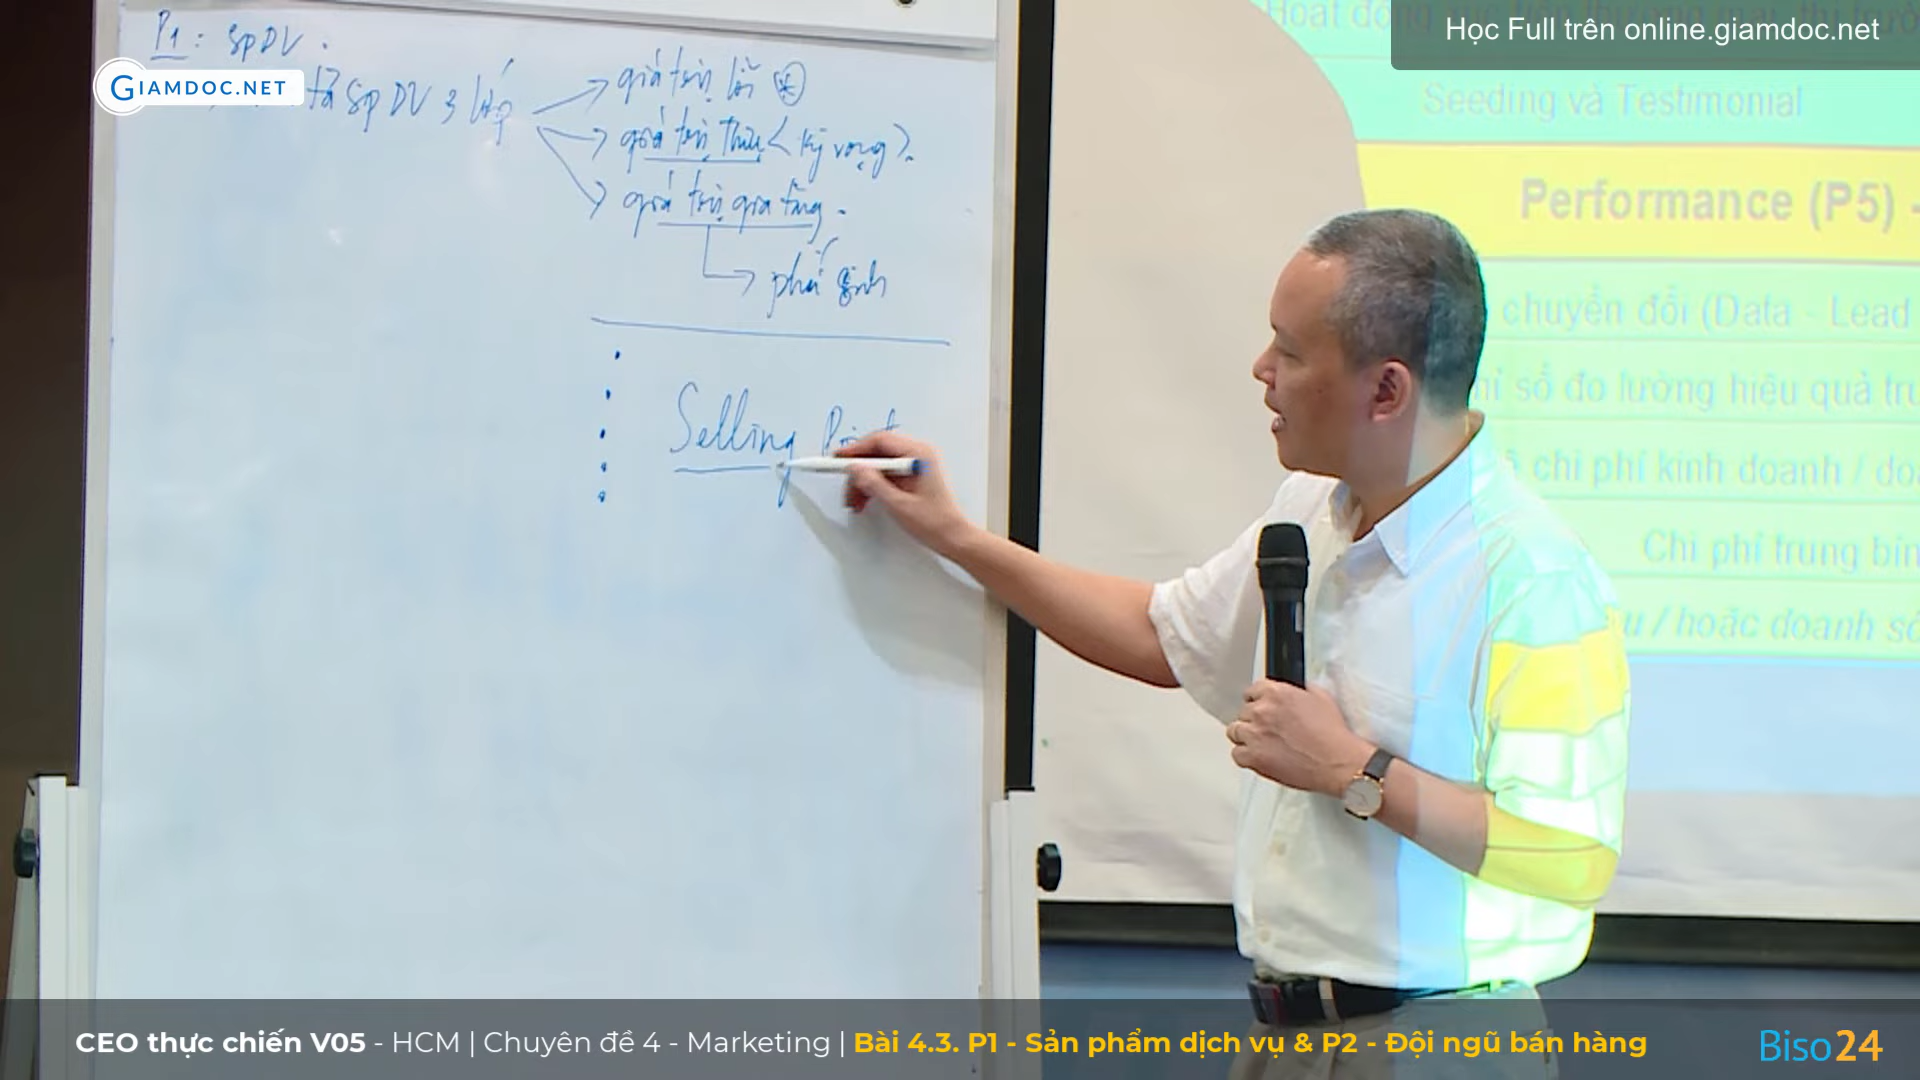 P1 : SpDV .
GIAMDOC.NET
tả Sp DV 3 lớp
giá trị lõi
giá trị thực < kỳ vọng >.
giá trị gia tăng .
phái sinh
Selling
Học Full trên online.giamdoc.net
Seeding và Testimonial
Performance (P5) -
chuyển đổi (Data - Lead
số đo lường hiệu quả
chi phí kinh doanh /
Chi phí trung
/ hoặc doanh số
CEO thực chiến V05 - HCM | Chuyên đề 4 - Marketing | Bài 4.3. P1 - Sản phẩm dịch vụ & P2 - Đội ngũ bán hàng
Biso24